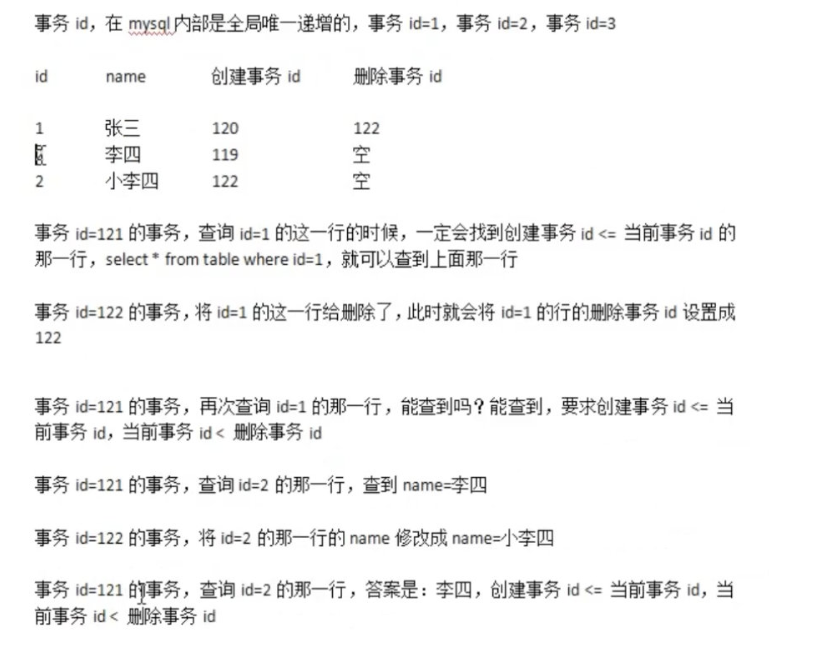 事务 id，在 mysql 内部是全局唯一递增的，事务 id=1，事务 id=2，事务 id=3
id name 创建事务 id 删除事务 id
1 张三 120 122
李四 119 空
2 小李四 122 空
事务 id=121 的事务，查询 id=1 的这一行的时候，一定会找到创建事务 id <= 当前事务 id 的
那一行，select * from table where id=1，就可以查到上面那一行
事务 id=122 的事务，将 id=1 的这一行给删除了，此时就会将 id=1 的行的删除事务 id 设置成
122
事务 id=121 的事务，再次查询 id=1 的那一行，能查到吗？能查到，要求创建事务 id <= 当
前事务 id，当前事务 id < 删除事务 id
事务 id=121 的事务，查询 id=2 的那一行，查到 name=李四
事务 id=122 的事务，将 id=2 的那一行的 name 修改成 name=小李四
事务 id=121 的事务，查询 id=2 的那一行，答案是：李四，创建事务 id <= 当前事务 id，当
前事务 id < 删除事务 id